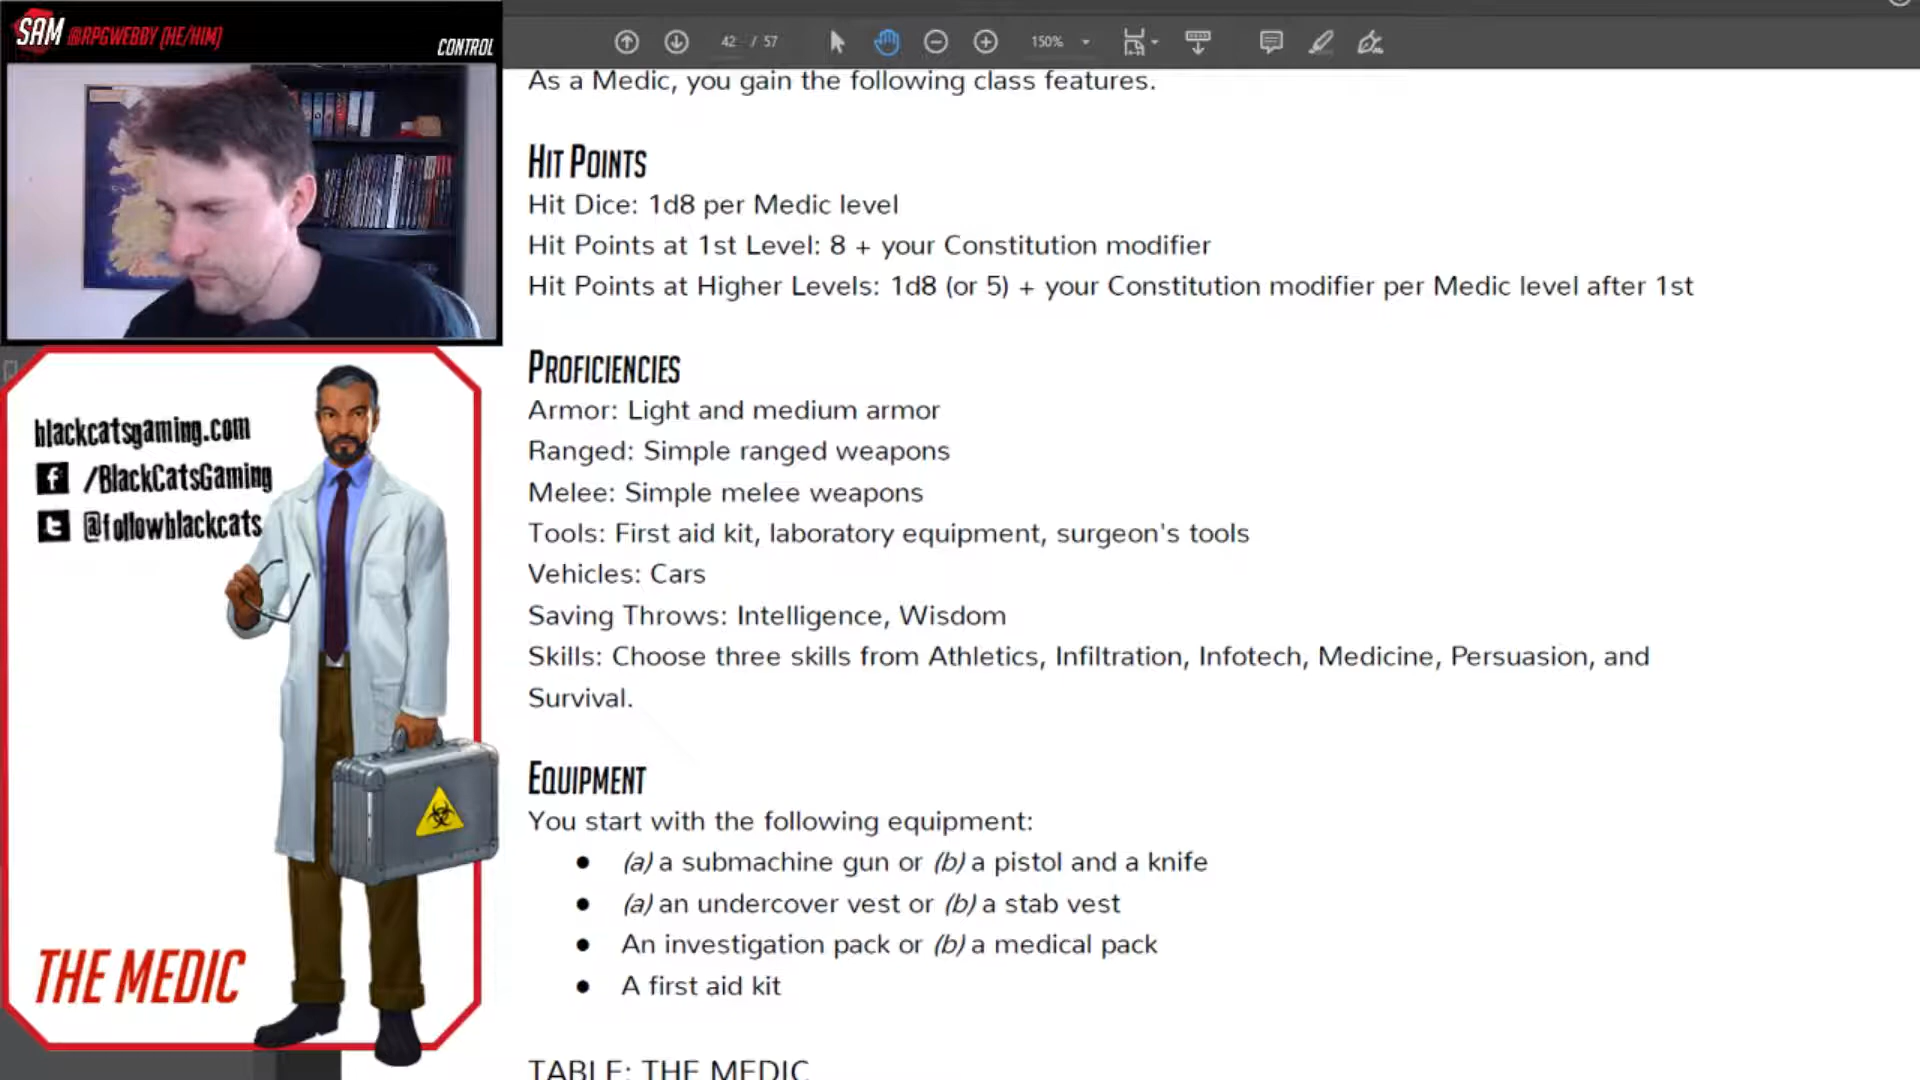 SAM @RPGWEBBY (HE/HIM)
CONTROL
42 / 57
150%
As a Medic, you gain the following class features.
HIT POINTS
Hit Dice: 1d8 per Medic level
Hit Points at 1st Level: 8 + your Constitution modifier
Hit Points at Higher Levels: 1d8 (or 5) + your Constitution modifier per Medic level after 1st
PROFICIENCIES
Armor: Light and medium armor
Ranged: Simple ranged weapons
Melee: Simple melee weapons
Tools: First aid kit, laboratory equipment, surgeon's tools
Vehicles: Cars
Saving Throws: Intelligence, Wisdom
Skills: Choose three skills from Athletics, Infiltration, Infotech, Medicine, Persuasion, and
Survival.
EQUIPMENT
You start with the following equipment:
● (a) a submachine gun or (b) a pistol and a knife
● (a) an undercover vest or (b) a stab vest
● An investigation pack or (b) a medical pack
● A first aid kit
TABLE: THE MEDIC
blackcatsgaming.com
f /BlackCatsGaming
t @followblackcats
THE MEDIC